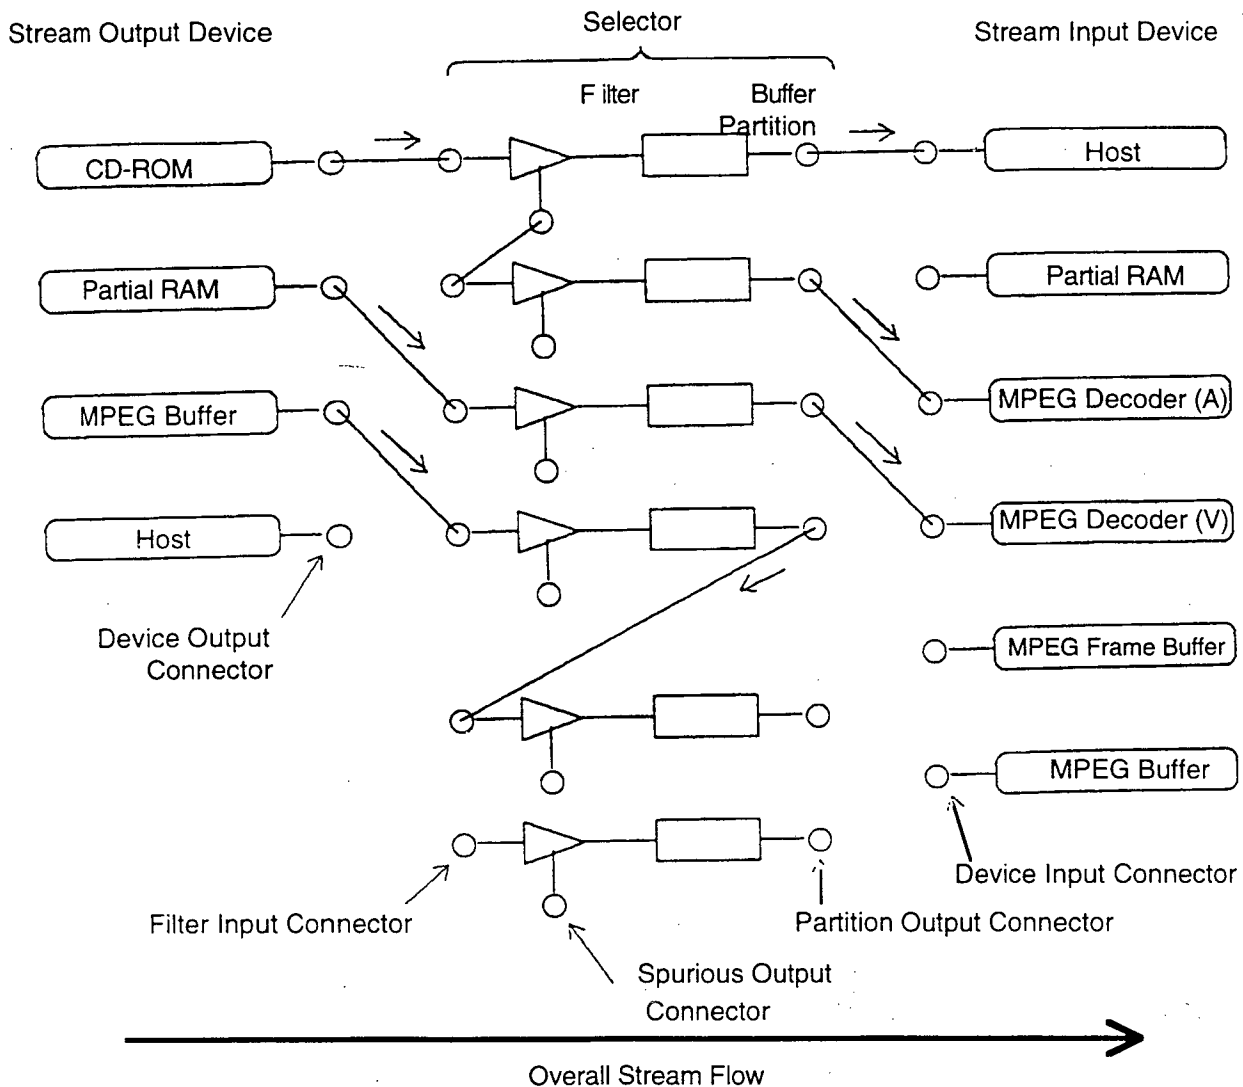 Selector
Stream Output Device
Stream Input Device
Filter
Buffer
Partition
CD-ROM
Host
Partial RAM
Partial RAM
MPEG Buffer
MPEG Decoder (A)
Host
MPEG Decoder (V)
Device Output
Connector
MPEG Frame Buffer
MPEG Buffer
Device Input Connector
Filter Input Connector
Partition Output Connector
Spurious Output
Connector
Overall Stream Flow